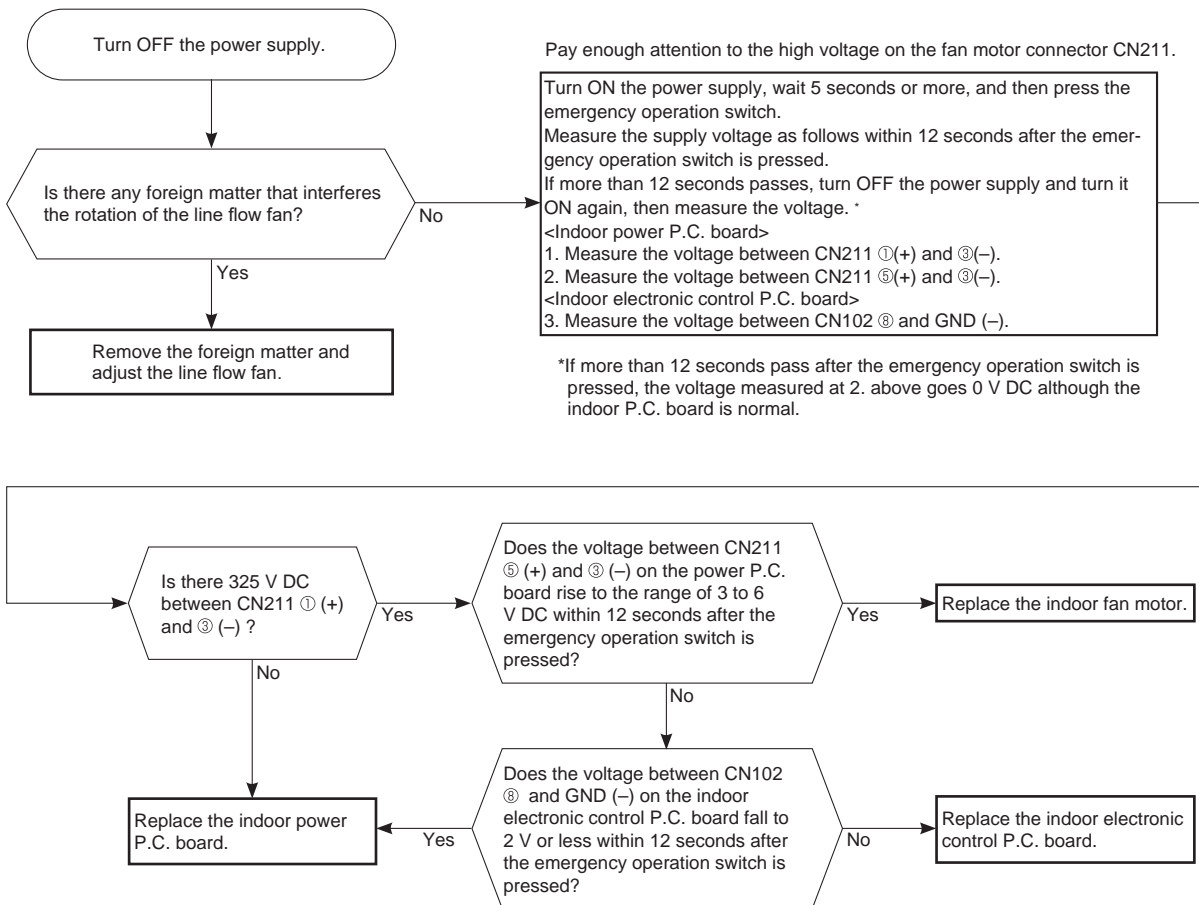 Turn OFF the power supply.
Is there any foreign matter that interferes
the rotation of the line flow fan?
No
Yes
Remove the foreign matter and
adjust the line flow fan.
Pay enough attention to the high voltage on the fan motor connector CN211.
Turn ON the power supply, wait 5 seconds or more, and then press the
emergency operation switch.
Measure the supply voltage as follows within 12 seconds after the emer-
gency operation switch is pressed.
If more than 12 seconds passes, turn OFF the power supply and turn it
ON again, then measure the voltage. *
<Indoor power P.C. board>
1. Measure the voltage between CN211 ①(+) and ③(–).
2. Measure the voltage between CN211 ⑤(+) and ③(–).
<Indoor electronic control P.C. board>
3. Measure the voltage between CN102 ⑧ and GND (–).
*If more than 12 seconds pass after the emergency operation switch is
pressed, the voltage measured at 2. above goes 0 V DC although the
indoor P.C. board is normal.
Is there 325 V DC
between CN211 ① (+)
and ③ (–) ?
Yes
No
Does the voltage between CN211
⑤ (+) and ③ (–) on the power P.C.
board rise to the range of 3 to 6
V DC within 12 seconds after the
emergency operation switch is
pressed?
Yes
No
Replace the indoor fan motor.
Replace the indoor power
P.C. board.
Yes
Does the voltage between CN102
⑧ and GND (–) on the indoor
electronic control P.C. board fall to
2 V or less within 12 seconds after
the emergency operation switch is
pressed?
No
Replace the indoor electronic
control P.C. board.